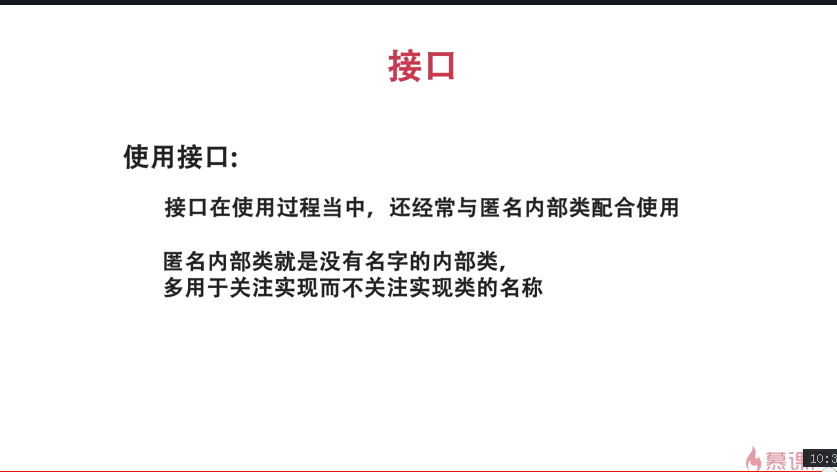 接口
使用接口:
接口在使用过程当中，还经常与匿名内部类配合使用
匿名内部类就是没有名字的内部类,
多用于关注实现而不关注实现类的名称
慕课
10:3